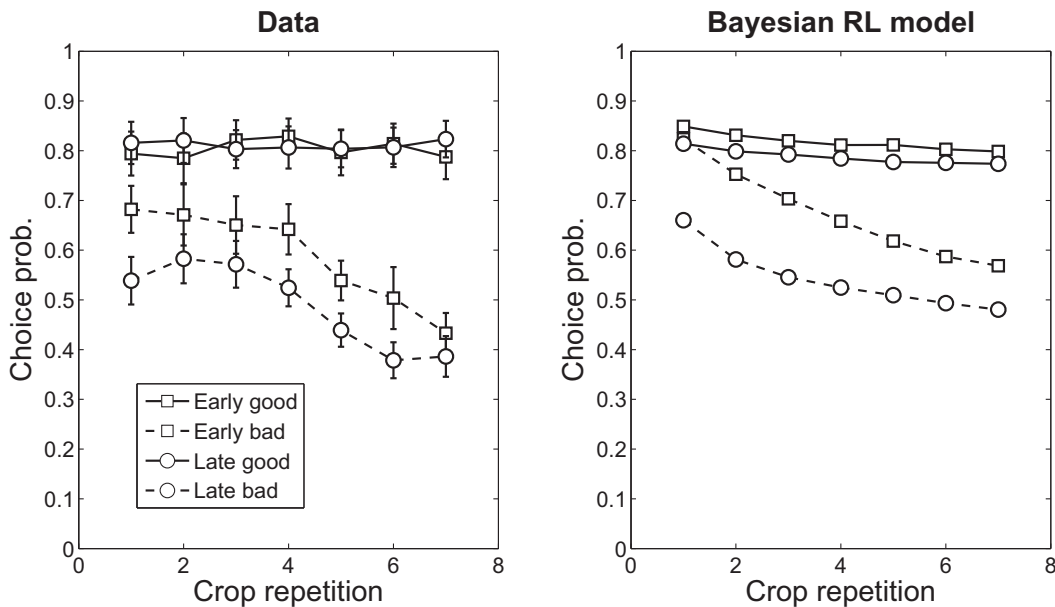 Data
Choice prob.
1
0.9
0.8
0.7
0.6
0.5
0.4
0.3
0.2
0.1
0
Early good
Early bad
Late good
Late bad
0 2 4 6 8
Crop repetition
Bayesian RL model
Choice prob.
1
0.9
0.8
0.7
0.6
0.5
0.4
0.3
0.2
0.1
0
0 2 4 6 8
Crop repetition